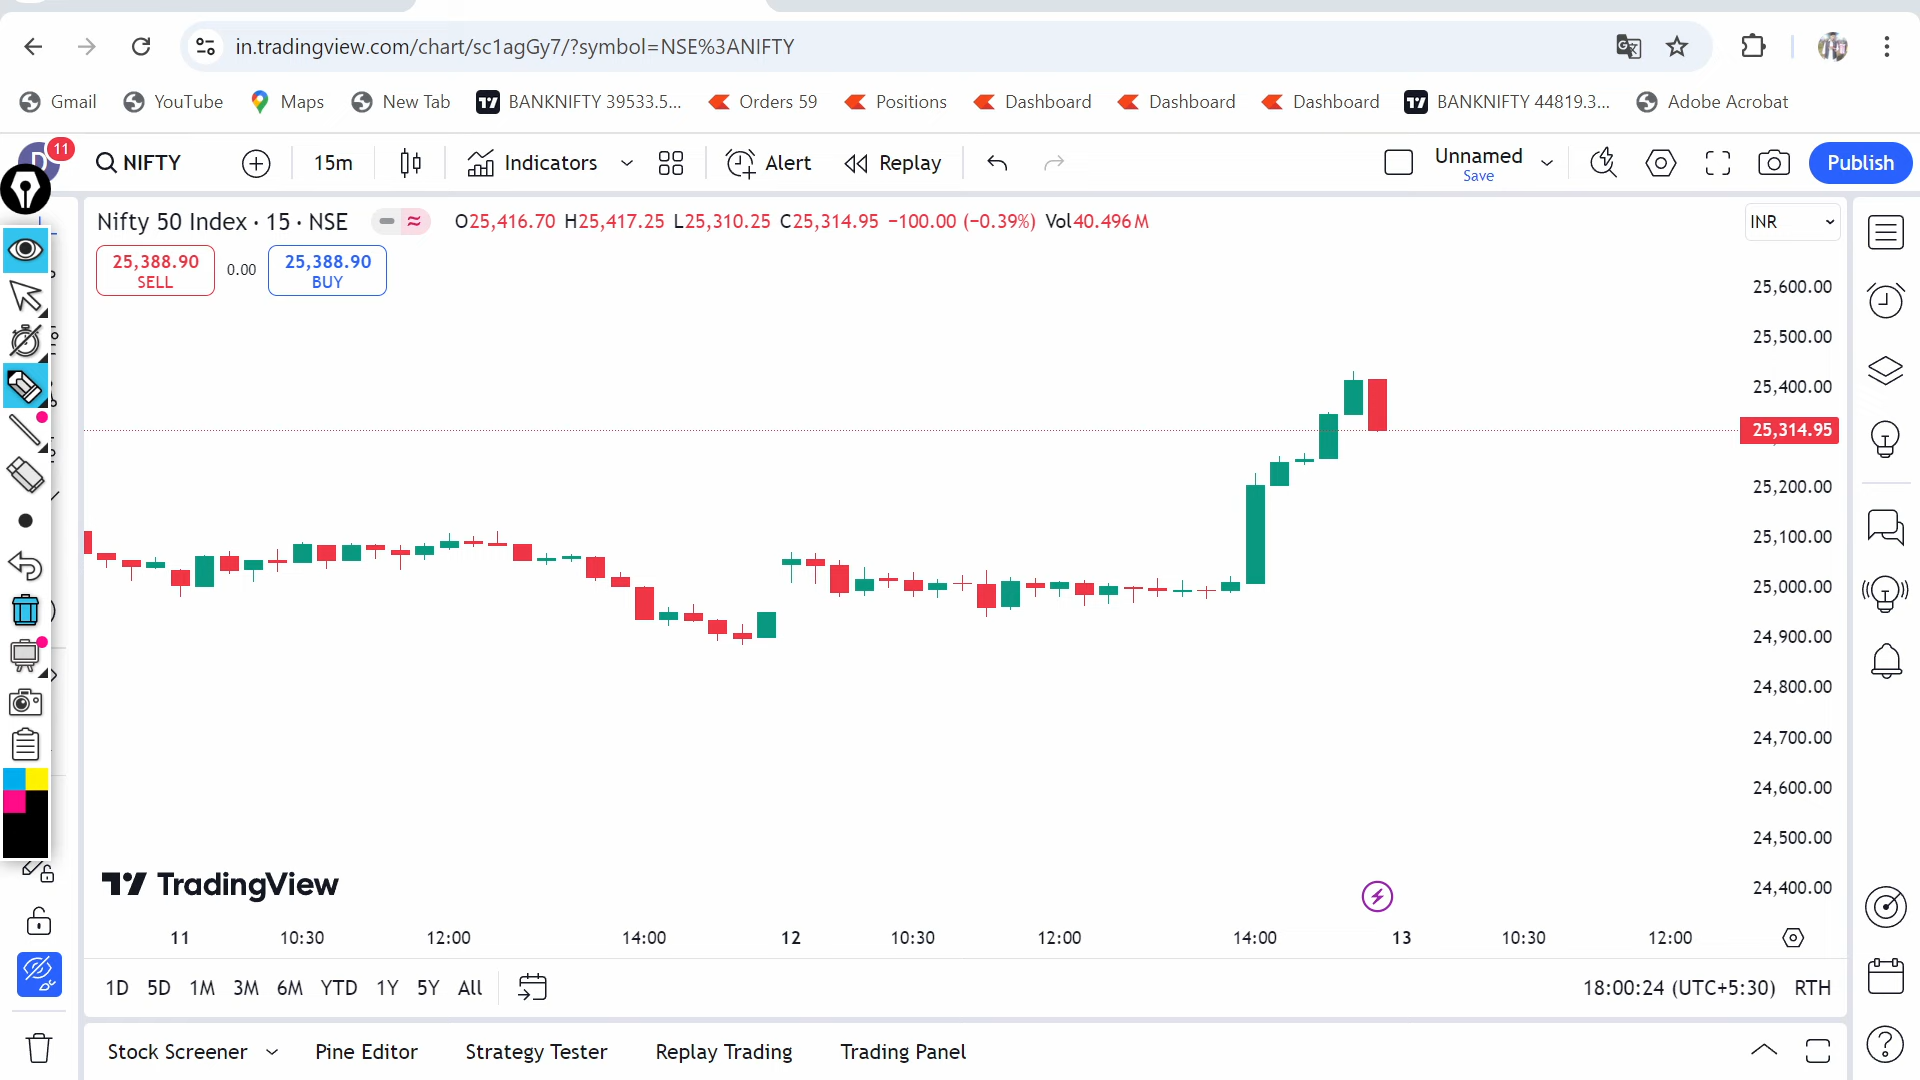 in.tradingview.com/chart/sc1agGy7/?symbol=NSE%3ANIFTY
Gmail YouTube Maps New Tab BANKNIFTY 39533.5... Orders 59 Positions Dashboard Dashboard Dashboard BANKNIFTY 44819.3... Adobe Acrobat
11 NIFTY 15m Indicators Alert Replay Unnamed Save Publish
Nifty 50 Index · 15 · NSE O25,416.70 H25,417.25 L25,310.25 C25,314.95 −100.00 (−0.39%) Vol40.496M INR
25,388.90 SELL 0.00 25,388.90 BUY
25,600.00
25,500.00
25,400.00
25,314.95
25,200.00
25,100.00
25,000.00
24,900.00
24,800.00
24,700.00
24,600.00
24,500.00
24,400.00
TradingView
11 10:30 12:00 14:00 12 10:30 12:00 14:00 13 10:30 12:00
1D 5D 1M 3M 6M YTD 1Y 5Y All 18:00:24 (UTC+5:30) RTH
Stock Screener Pine Editor Strategy Tester Replay Trading Trading Panel